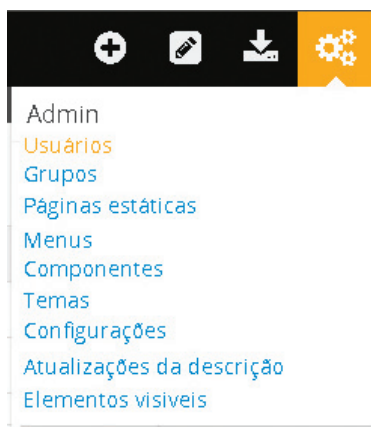 Admin
Usuários
Grupos
Páginas estáticas
Menus
Componentes
Temas
Configurações
Atualizações da descrição
Elementos visiveis